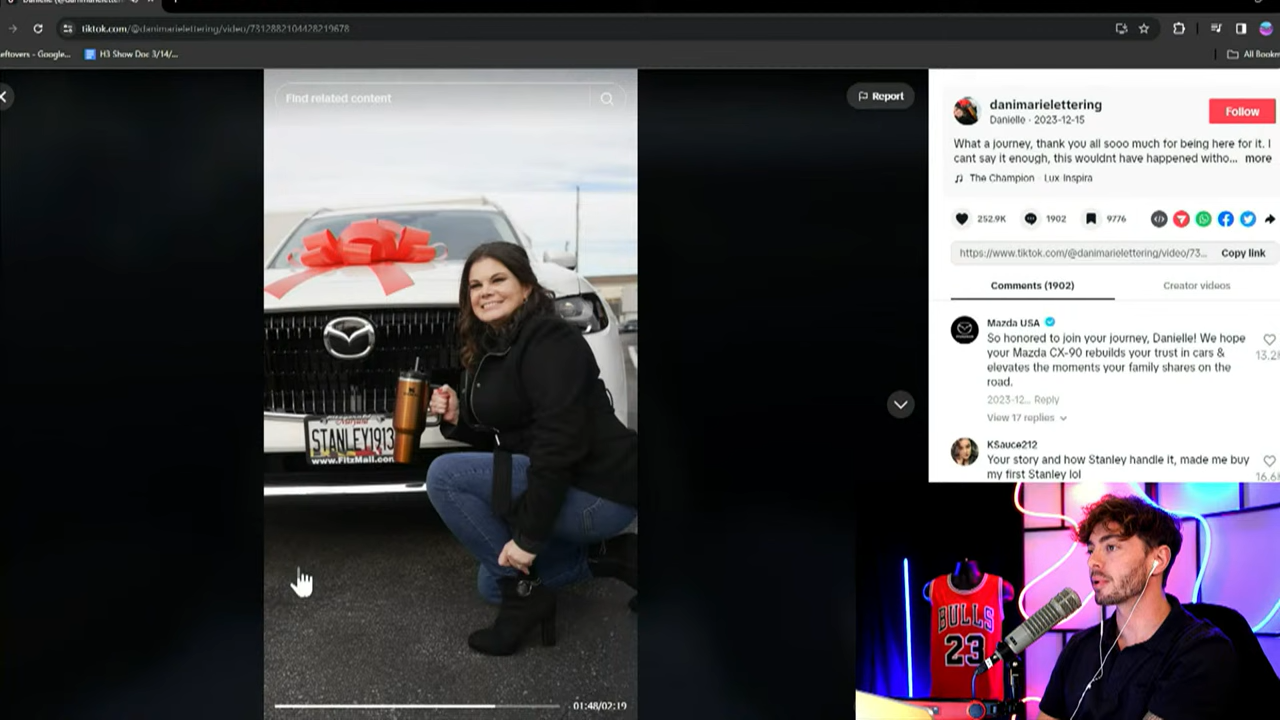 tiktok.com/@danimarielettering/video/7312882104428219678
eftovers - Google...
H3 Show Doc 3/14/...
All Bookm
Find related content
Report
danimarielettering
Danielle · 2023-12-15
Follow
What a journey, thank you all sooo much for being here for it. I
cant say it enough, this wouldnt have happened witho... more
The Champion Lux Inspira
252.9K
1902
9776
https://www.tiktok.com/@danimarielettering/video/73...
Copy link
Comments (1902)
Creator videos
Mazda USA
So honored to join your journey, Danielle! We hope
your Mazda CX-90 rebuilds your trust in cars &
elevates the moments your family shares on the
road.
13.2
2023-12... Reply
View 17 replies
KSauce212
Your story and how Stanley handle it, made me buy
my first Stanley lol
16.6
STANLEY1913
www.FitzMall.com
01:48/02:19
BULLS
23